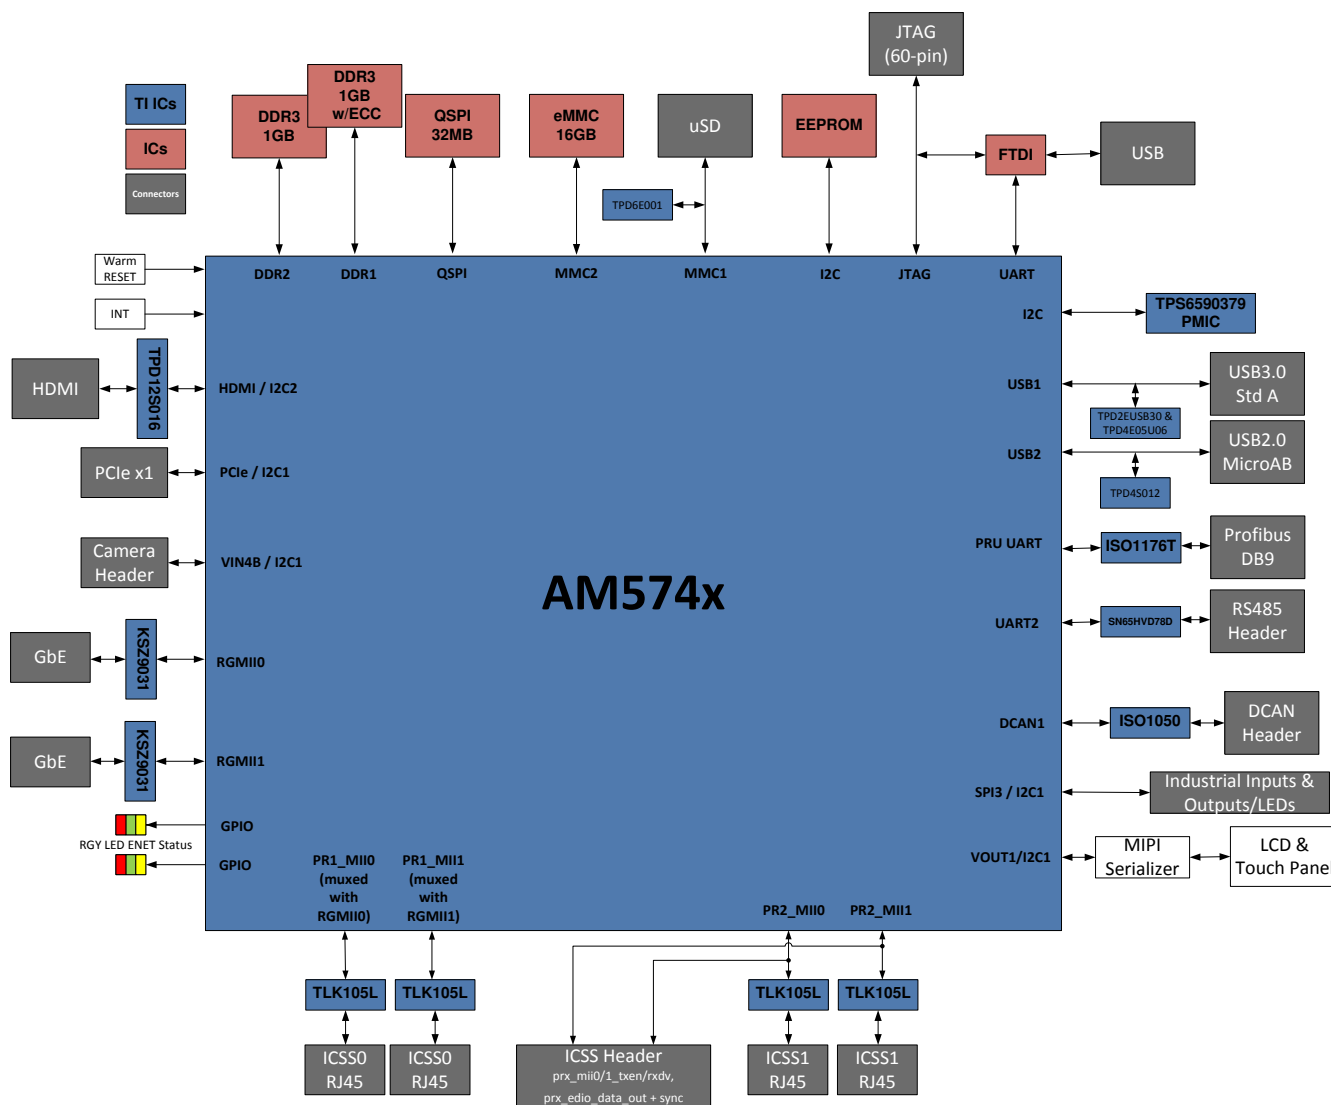 JTAG
(60-pin)
TI ICs
ICs
Connectors
DDR3
1GB
DDR3
1GB
w/ECC
QSPI
32MB
eMMC
16GB
uSD
EEPROM
FTDI
USB
TPD6E001
Warm
RESET
INT
DDR2
DDR1
QSPI
MMC2
MMC1
I2C
JTAG
UART
I2C
TPS6590379
PMIC
HDMI
TPD12S016
HDMI / I2C2
USB1
USB3.0
Std A
TPD2EUSB30 &
TPD4E05U06
PCIe x1
PCIe / I2C1
USB2
USB2.0
MicroAB
TPD4S012
Camera
Header
VIN4B / I2C1
PRU UART
ISO1176T
Profibus
DB9
AM574x
UART2
SN65HVD78D
RS485
Header
GbE
KSZ9031
RGMII0
DCAN1
ISO1050
DCAN
Header
GbE
KSZ9031
RGMII1
SPI3 / I2C1
Industrial Inputs &
Outputs/LEDs
GPIO
RGY LED ENET Status
GPIO
VOUT1/I2C1
MIPI
Serializer
LCD &
Touch Panel
PR1_MII0
(muxed
with
RGMII0)
PR1_MII1
(muxed
with
RGMII1)
PR2_MII0
PR2_MII1
TLK105L
TLK105L
TLK105L
TLK105L
ICSS0
RJ45
ICSS0
RJ45
ICSS Header
prx_mii0/1_txen/rxdv,
prx_edio_data_out + sync
ICSS1
RJ45
ICSS1
RJ45